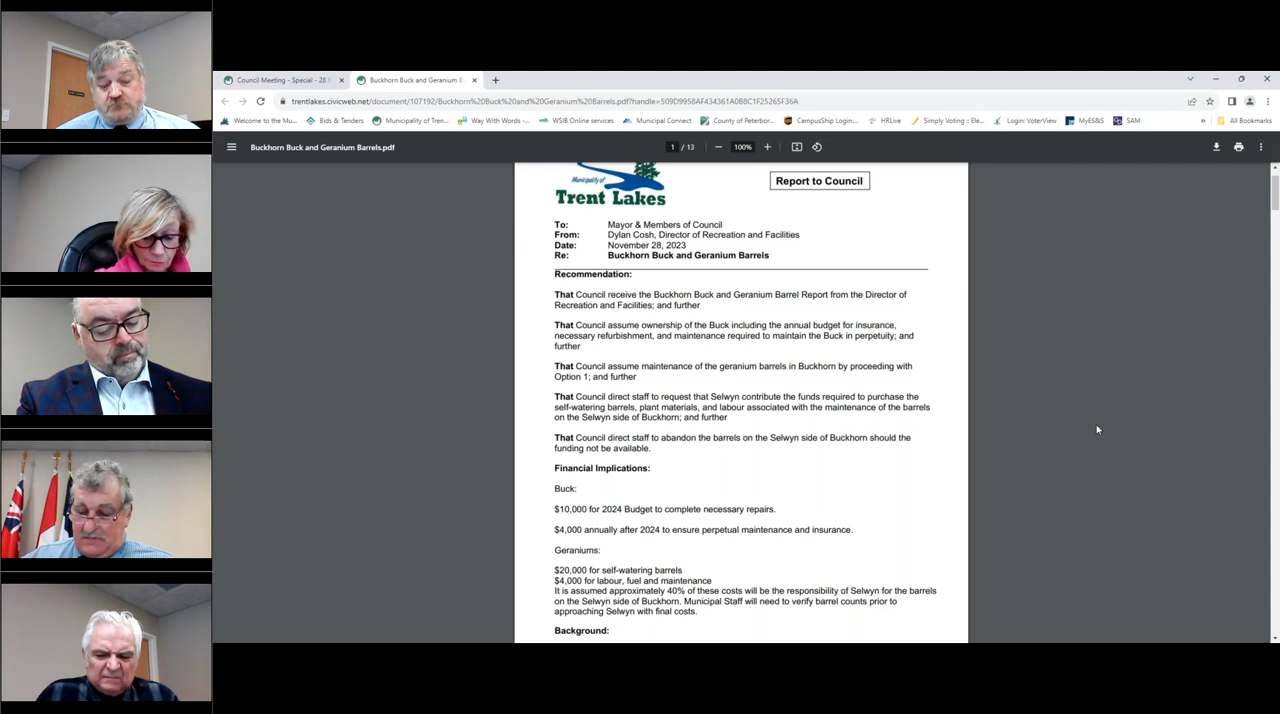 Council Meeting - Special - 28
Buckhorn Buck and Geranium B
trentlakes.civicweb.net/document/107192/Buckhorn%20Buck%20and%20Geranium%20Barrels.pdf?handle=509D9958AF434361A0B8C1F25265F36A
Welcome to the Mu...
Bids & Tenders
Municipality of Tren...
Way With Words -...
WSIB Online services
Municipal Connect
County of Peterbor...
CampusShip Login:...
HRLive
Simply Voting :: Ele...
Login: VoterView
MyES&S
SAM
»
All Bookmarks
Buckhorn Buck and Geranium Barrels.pdf
1 / 13
100%
Municipality of
Trent Lakes
Report to Council
To: Mayor & Members of Council
From: Dylan Cosh, Director of Recreation and Facilities
Date: November 28, 2023
Re: Buckhorn Buck and Geranium Barrels
Recommendation:
That Council receive the Buckhorn Buck and Geranium Barrel Report from the Director of
Recreation and Facilities; and further
That Council assume ownership of the Buck including the annual budget for insurance,
necessary refurbishment, and maintenance required to maintain the Buck in perpetuity; and
further
That Council assume maintenance of the geranium barrels in Buckhorn by proceeding with
Option 1; and further
That Council direct staff to request that Selwyn contribute the funds required to purchase the
self-watering barrels, plant materials, and labour associated with the maintenance of the barrels
on the Selwyn side of Buckhorn; and further
That Council direct staff to abandon the barrels on the Selwyn side of Buckhorn should the
funding not be available.
Financial Implications:
Buck:
$10,000 for 2024 Budget to complete necessary repairs.
$4,000 annually after 2024 to ensure perpetual maintenance and insurance.
Geraniums:
$20,000 for self-watering barrels
$4,000 for labour, fuel and maintenance
It is assumed approximately 40% of these costs will be the responsibility of Selwyn for the barrels
on the Selwyn side of Buckhorn. Municipal Staff will need to verify barrel counts prior to
approaching Selwyn with final costs.
Background: